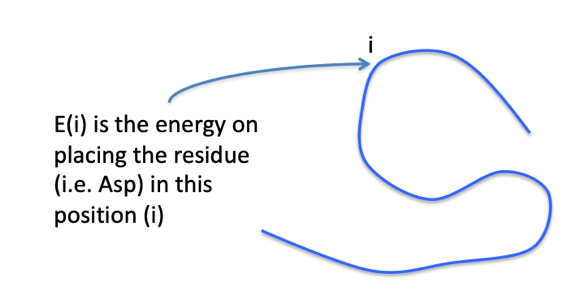 i
E(i) is the energy on
placing the residue
(i.e. Asp) in this
position (i)